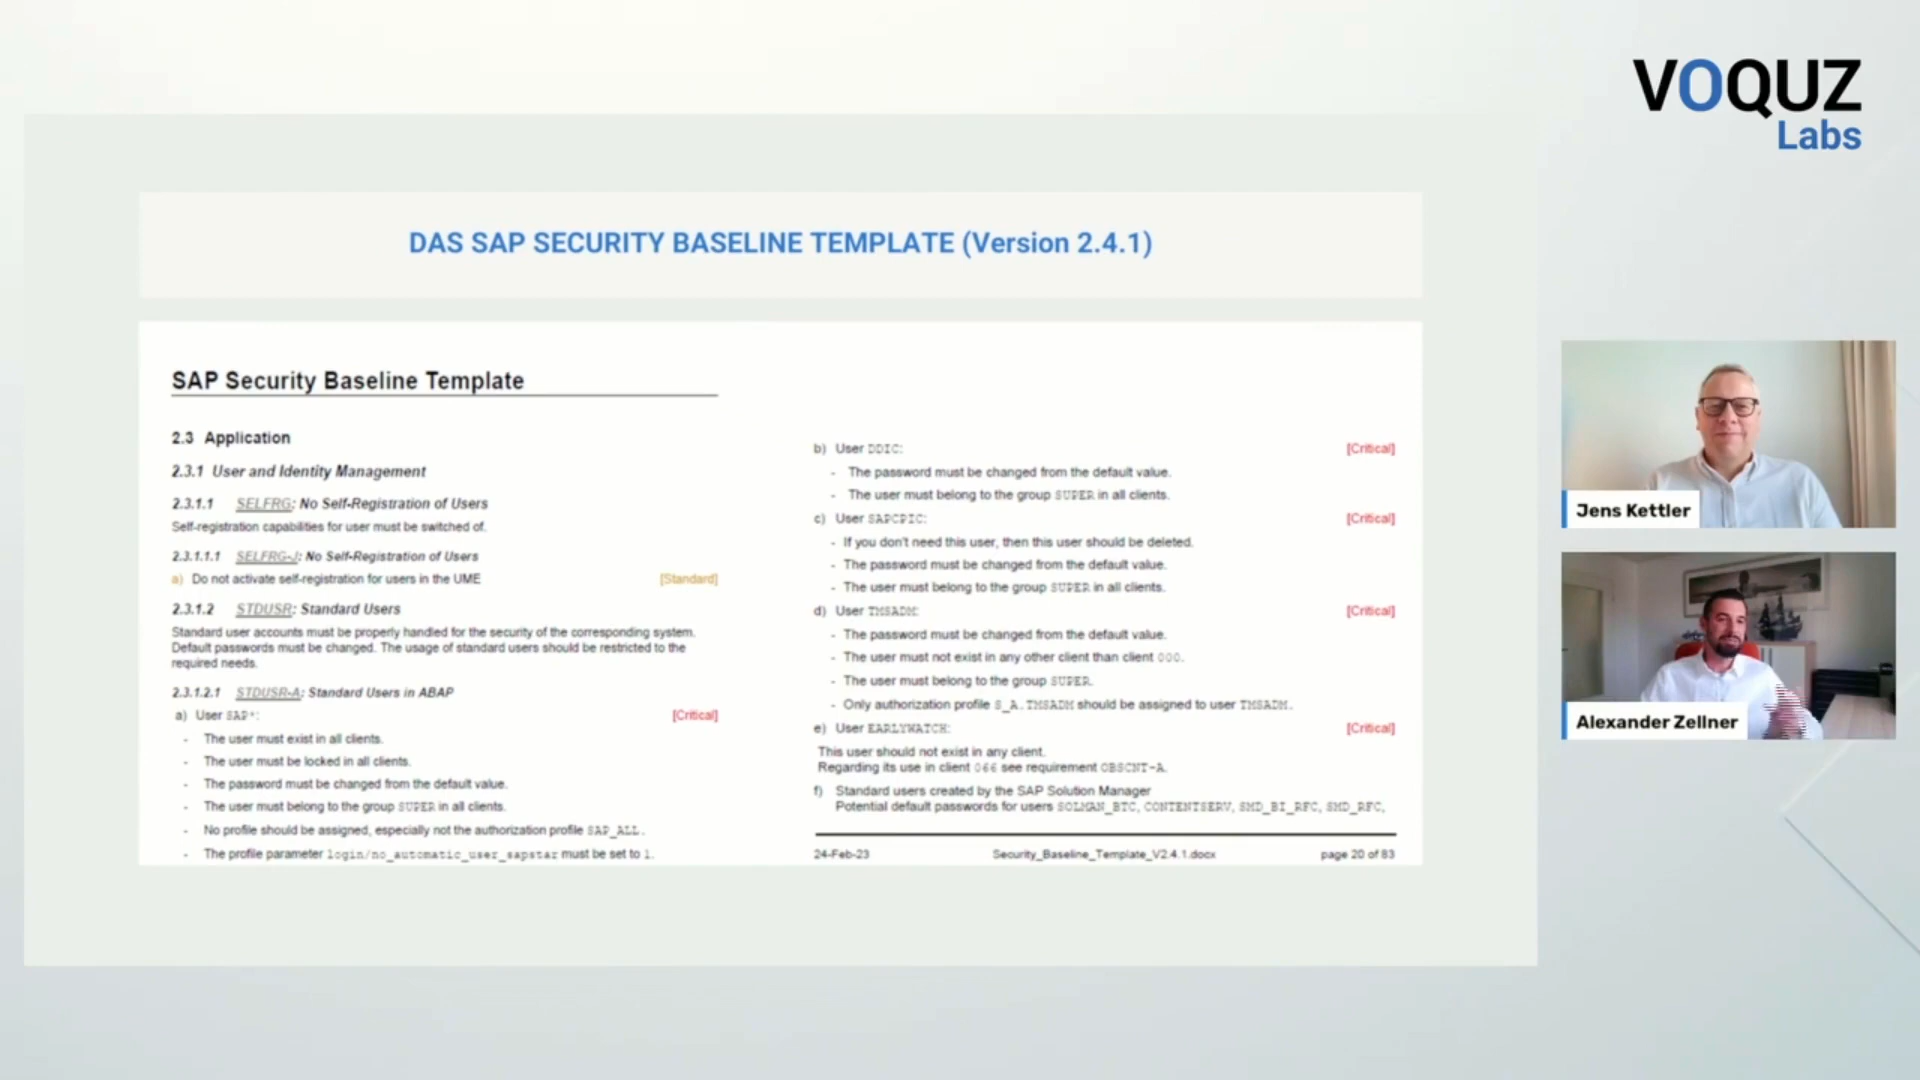 VOQUZ
Labs
DAS SAP SECURITY BASELINE TEMPLATE (Version 2.4.1)
SAP Security Baseline Template
2.3 Application
2.3.1 User and Identity Management
2.3.1.1 SELFRG: No Self-Registration of Users
Self-registration capabilities for user must be switched of.
2.3.1.1.1 SELFRG-J: No Self-Registration of Users
a) Do not activate self-registration for users in the UME [Standard]
2.3.1.2 STDUSR: Standard Users
Standard user accounts must be properly handled for the security of the corresponding system.
Default passwords must be changed. The usage of standard users should be restricted to the
required needs.
2.3.1.2.1 STDUSR-A: Standard Users in ABAP
a) User SAP*: [Critical]
- The user must exist in all clients.
- The user must be locked in all clients.
- The password must be changed from the default value.
- The user must belong to the group SUPER in all clients.
- No profile should be assigned, especially not the authorization profile SAP_ALL.
- The profile parameter login/no_automatic_user_sapstar must be set to 1.
b) User DDIC: [Critical]
- The password must be changed from the default value.
- The user must belong to the group SUPER in all clients.
c) User SAPCPIC: [Critical]
- If you don't need this user, then this user should be deleted.
- The password must be changed from the default value.
- The user must belong to the group SUPER in all clients.
d) User TMSADM: [Critical]
- The password must be changed from the default value.
- The user must not exist in any other client than client 000.
- The user must belong to the group SUPER.
- Only authorization profile S_A.TMSADM should be assigned to user TMSADM.
e) User EARLYWATCH: [Critical]
This user should not exist in any client.
Regarding its use in client 066 see requirement OBSCNT-A.
f) Standard users created by the SAP Solution Manager
Potential default passwords for users SOLMAN_BTC, CONTENTSERV, SMD_BI_RFC, SMD_RFC,
24-Feb-23 Security_Baseline_Template_V2.4.1.docx page 20 of 83
Jens Kettler
Alexander Zellner